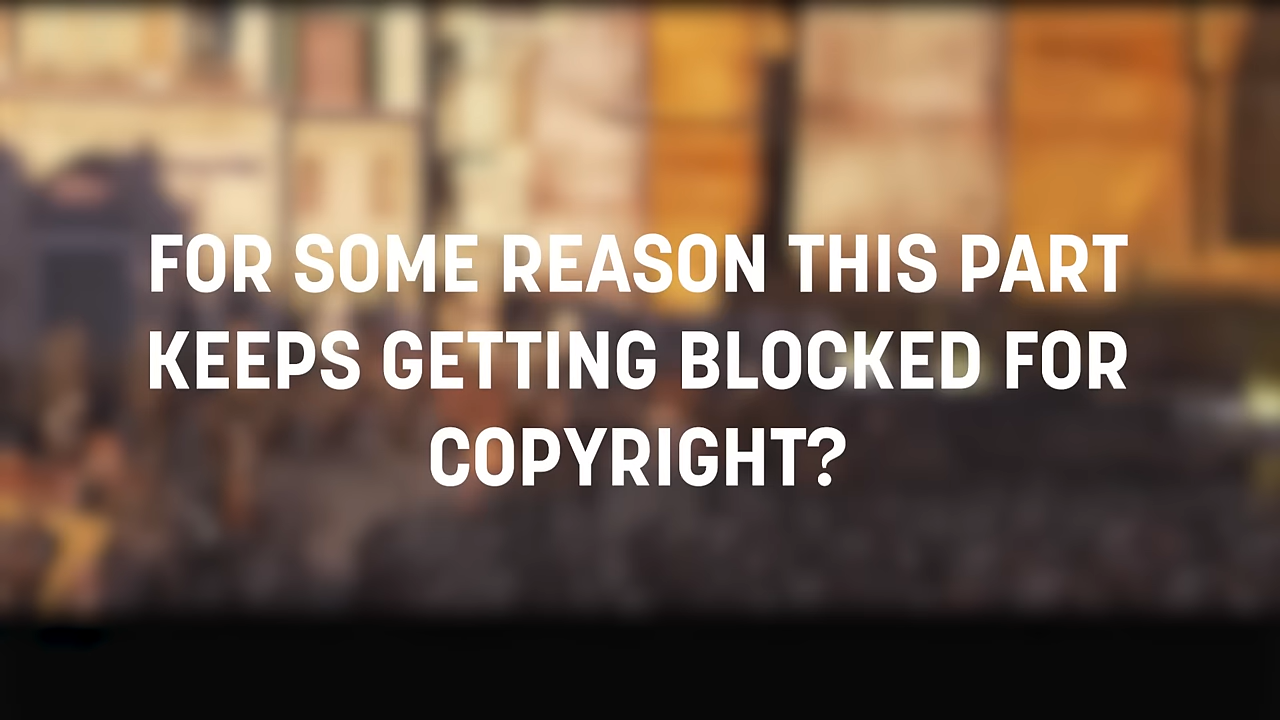 FOR SOME REASON THIS PART
KEEPS GETTING BLOCKED FOR
COPYRIGHT?